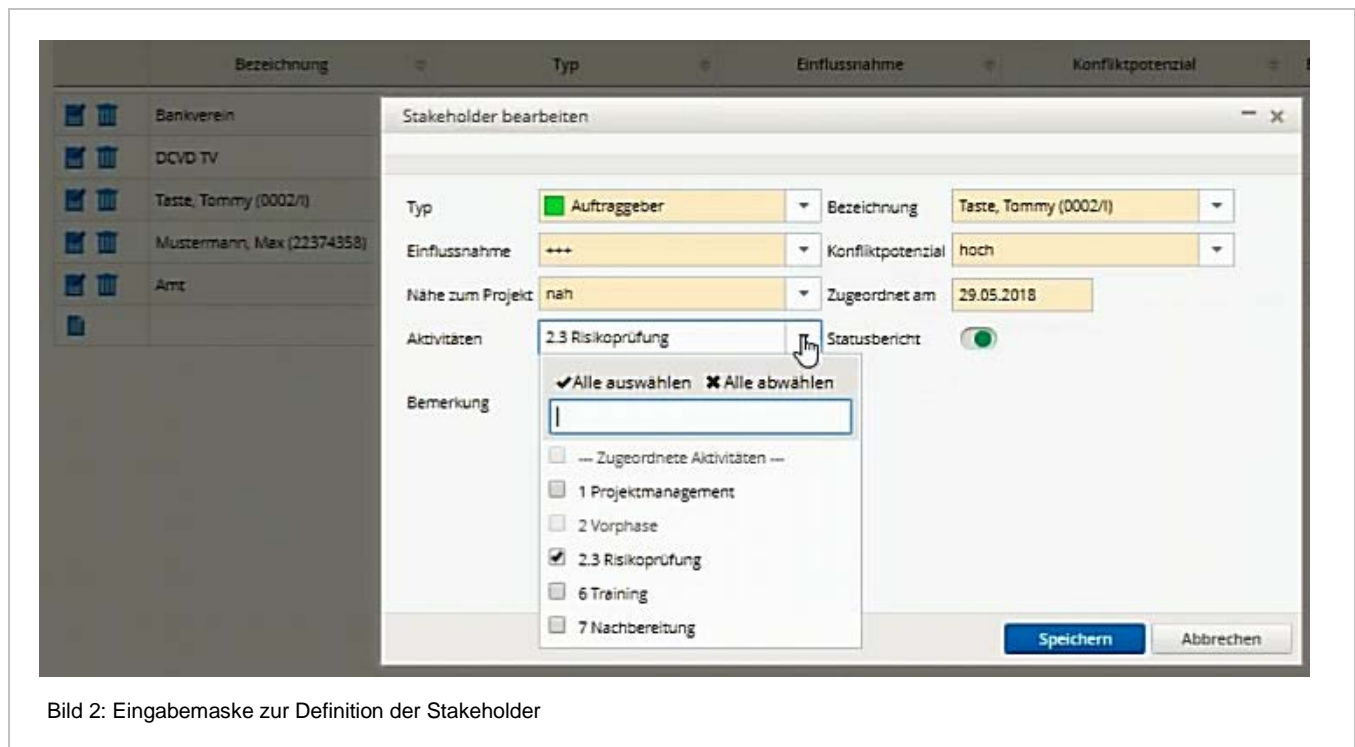 Bezeichnung Typ Einflussnahme Konfliktpotenzial
Bankverein
DCVD TV
Taste, Tommy (0002/I)
Mustermann, Max (22374358)
Amt
Stakeholder bearbeiten
Typ Auftraggeber Bezeichnung Taste, Tommy (0002/I)
Einflussnahme +++ Konfliktpotenzial hoch
Nähe zum Projekt nah Zugeordnet am 29.05.2018
Aktivitäten 2.3 Risikoprüfung Statusbericht
Alle auswählen Alle abwählen
Bemerkung
--- Zugeordnete Aktivitäten ---
1 Projektmanagement
2 Vorphase
2.3 Risikoprüfung
6 Training
7 Nachbereitung
Speichern Abbrechen
Bild 2: Eingabemaske zur Definition der Stakeholder